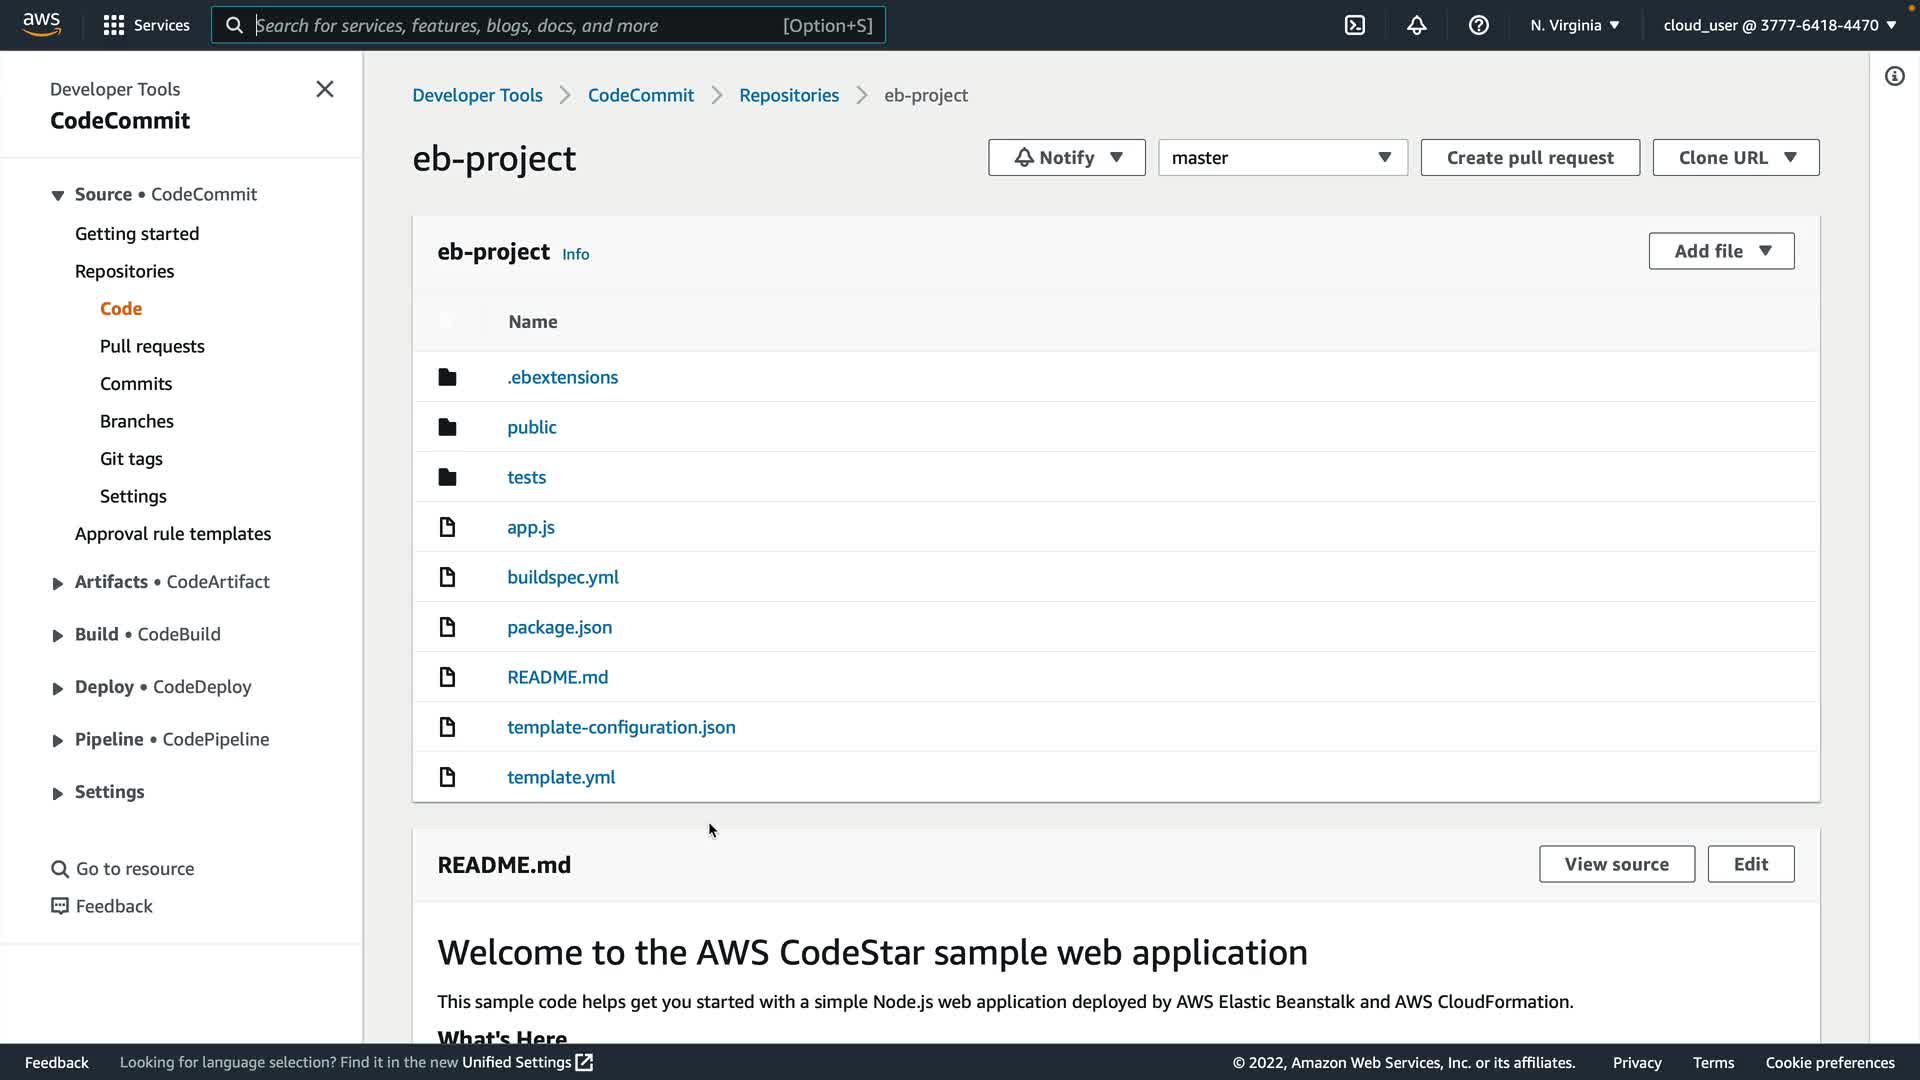 aws
Services
Search for services, features, blogs, docs, and more
[Option+S]
N. Virginia
cloud_user @ 3777-6418-4470
Developer Tools
CodeCommit
Source • CodeCommit
Getting started
Repositories
Code
Pull requests
Commits
Branches
Git tags
Settings
Approval rule templates
Artifacts • CodeArtifact
Build • CodeBuild
Deploy • CodeDeploy
Pipeline • CodePipeline
Settings
Go to resource
Feedback
Developer Tools
CodeCommit
Repositories
eb-project
eb-project
Notify
master
Create pull request
Clone URL
eb-project Info
Add file
Name
.ebextensions
public
tests
app.js
buildspec.yml
package.json
README.md
template-configuration.json
template.yml
README.md
View source
Edit
Welcome to the AWS CodeStar sample web application
This sample code helps get you started with a simple Node.js web application deployed by AWS Elastic Beanstalk and AWS CloudFormation.
What's Here
Feedback
Looking for language selection? Find it in the new Unified Settings
© 2022, Amazon Web Services, Inc. or its affiliates.
Privacy
Terms
Cookie preferences